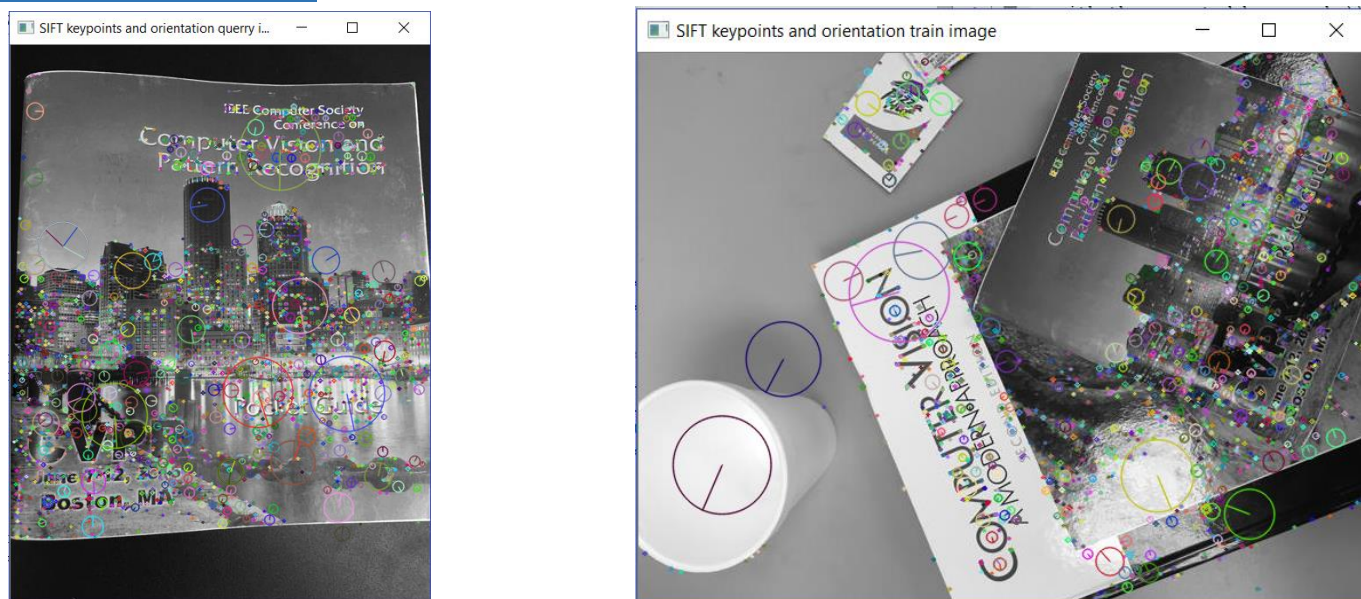 SIFT keypoints and orientation querry i...
IEEE Computer Society
Conference on
Computer Vision and
Pattern Recognition
Pocket Guide
Boston, MA
SIFT keypoints and orientation train image
IEEE Computer Society
Conference on
Computer Vision and
Pattern Recognition
Pocket Guide
Boston, MA
COMPUTER VISION
A MODERN APPROACH